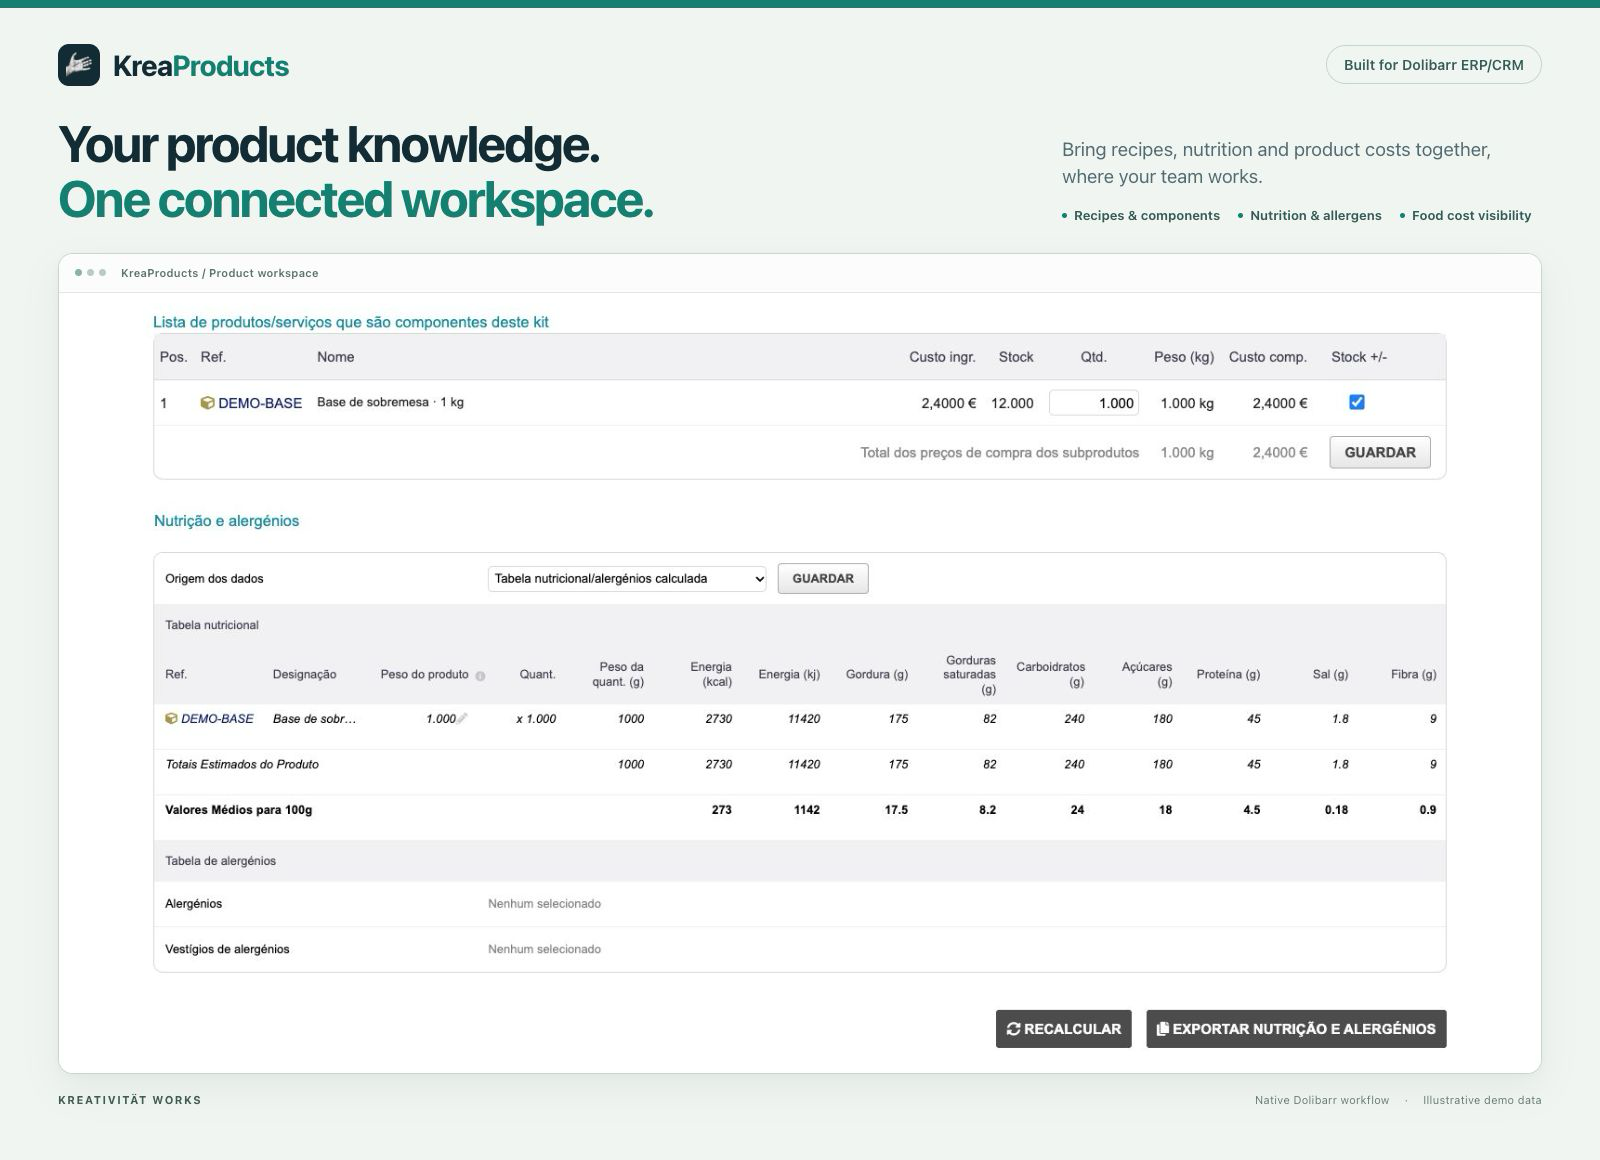 KreaProducts
Built for Dolibarr ERP/CRM
Your product knowledge.
One connected workspace.
Bring recipes, nutrition and product costs together,
where your team works.
• Recipes & components • Nutrition & allergens • Food cost visibility
KreaProducts / Product workspace
Lista de produtos/serviços que são componentes deste kit
Pos. Ref. Nome Custo ingr. Stock Qtd. Peso (kg) Custo comp. Stock +/-
1 DEMO-BASE Base de sobremesa · 1 kg 2,4000 € 12.000 1.000 1.000 kg 2,4000 €
Total dos preços de compra dos subprodutos 1.000 kg 2,4000 € GUARDAR
Nutrição e alergénios
Origem dos dados Tabela nutricional/alergénios calculada GUARDAR
Tabela nutricional
Ref. Designação Peso do produto Quant. Peso da quant. (g) Energia (kcal) Energia (kj) Gordura (g) Gorduras saturadas (g) Carboidratos (g) Açúcares (g) Proteína (g) Sal (g) Fibra (g)
DEMO-BASE Base de sobr... 1.000 x 1.000 1000 2730 11420 175 82 240 180 45 1.8 9
Totais Estimados do Produto 1000 2730 11420 175 82 240 180 45 1.8 9
Valores Médios para 100g 273 1142 17.5 8.2 24 18 4.5 0.18 0.9
Tabela de alergénios
Alergénios Nenhum selecionado
Vestígios de alergénios Nenhum selecionado
RECALCULAR EXPORTAR NUTRIÇÃO E ALERGÉNIOS
KREATIVITÄT WORKS
Native Dolibarr workflow · Illustrative demo data